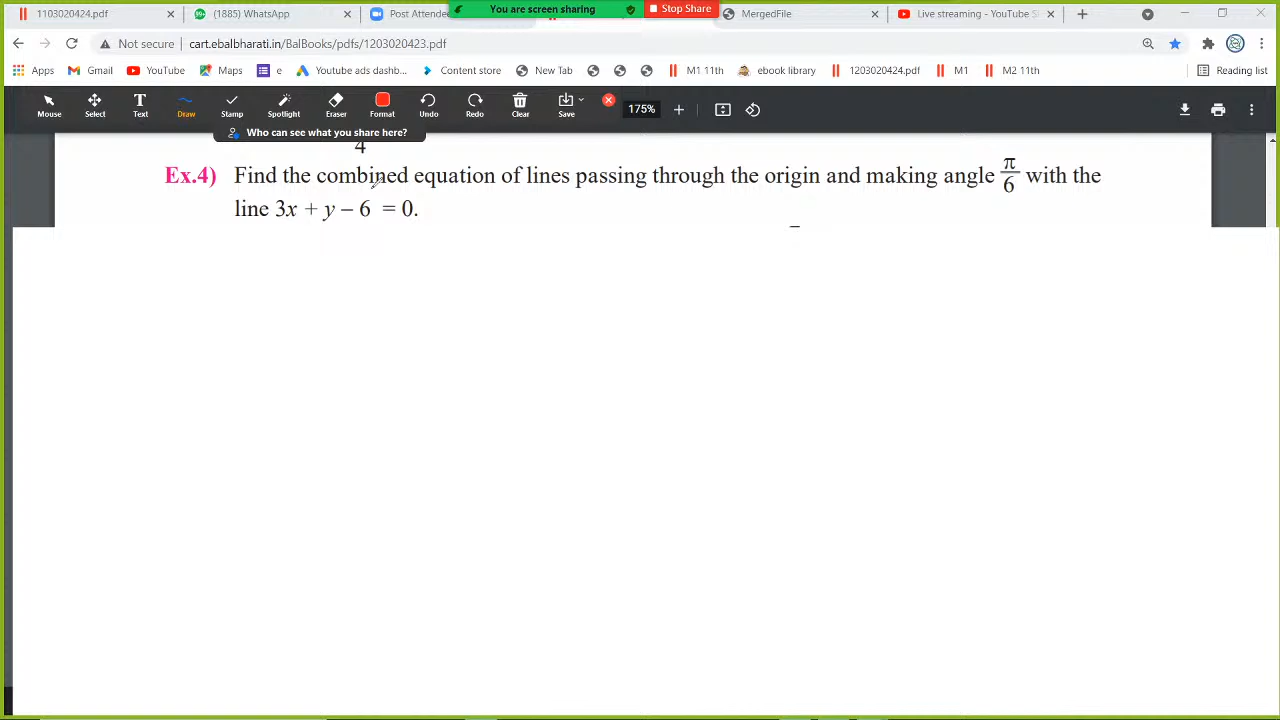 1103020424.pdf
(1885) WhatsApp
Post Attende
You are screen sharing
Stop Share
MergedFile
Live streaming - YouTube S
Not secure
cart.ebalbharati.in/BalBooks/pdfs/1203020423.pdf
Apps
Gmail
YouTube
Maps
e
Youtube ads dashb...
Content store
New Tab
M1 11th
ebook library
1203020424.pdf
M1
M2 11th
Reading list
Mouse
Select
Text
Draw
Stamp
Spotlight
Eraser
Format
Undo
Redo
Clear
Save
175%
Who can see what you share here?
4
Ex.4) Find the combined equation of lines passing through the origin and making angle π/6 with the
line 3x + y – 6 = 0.